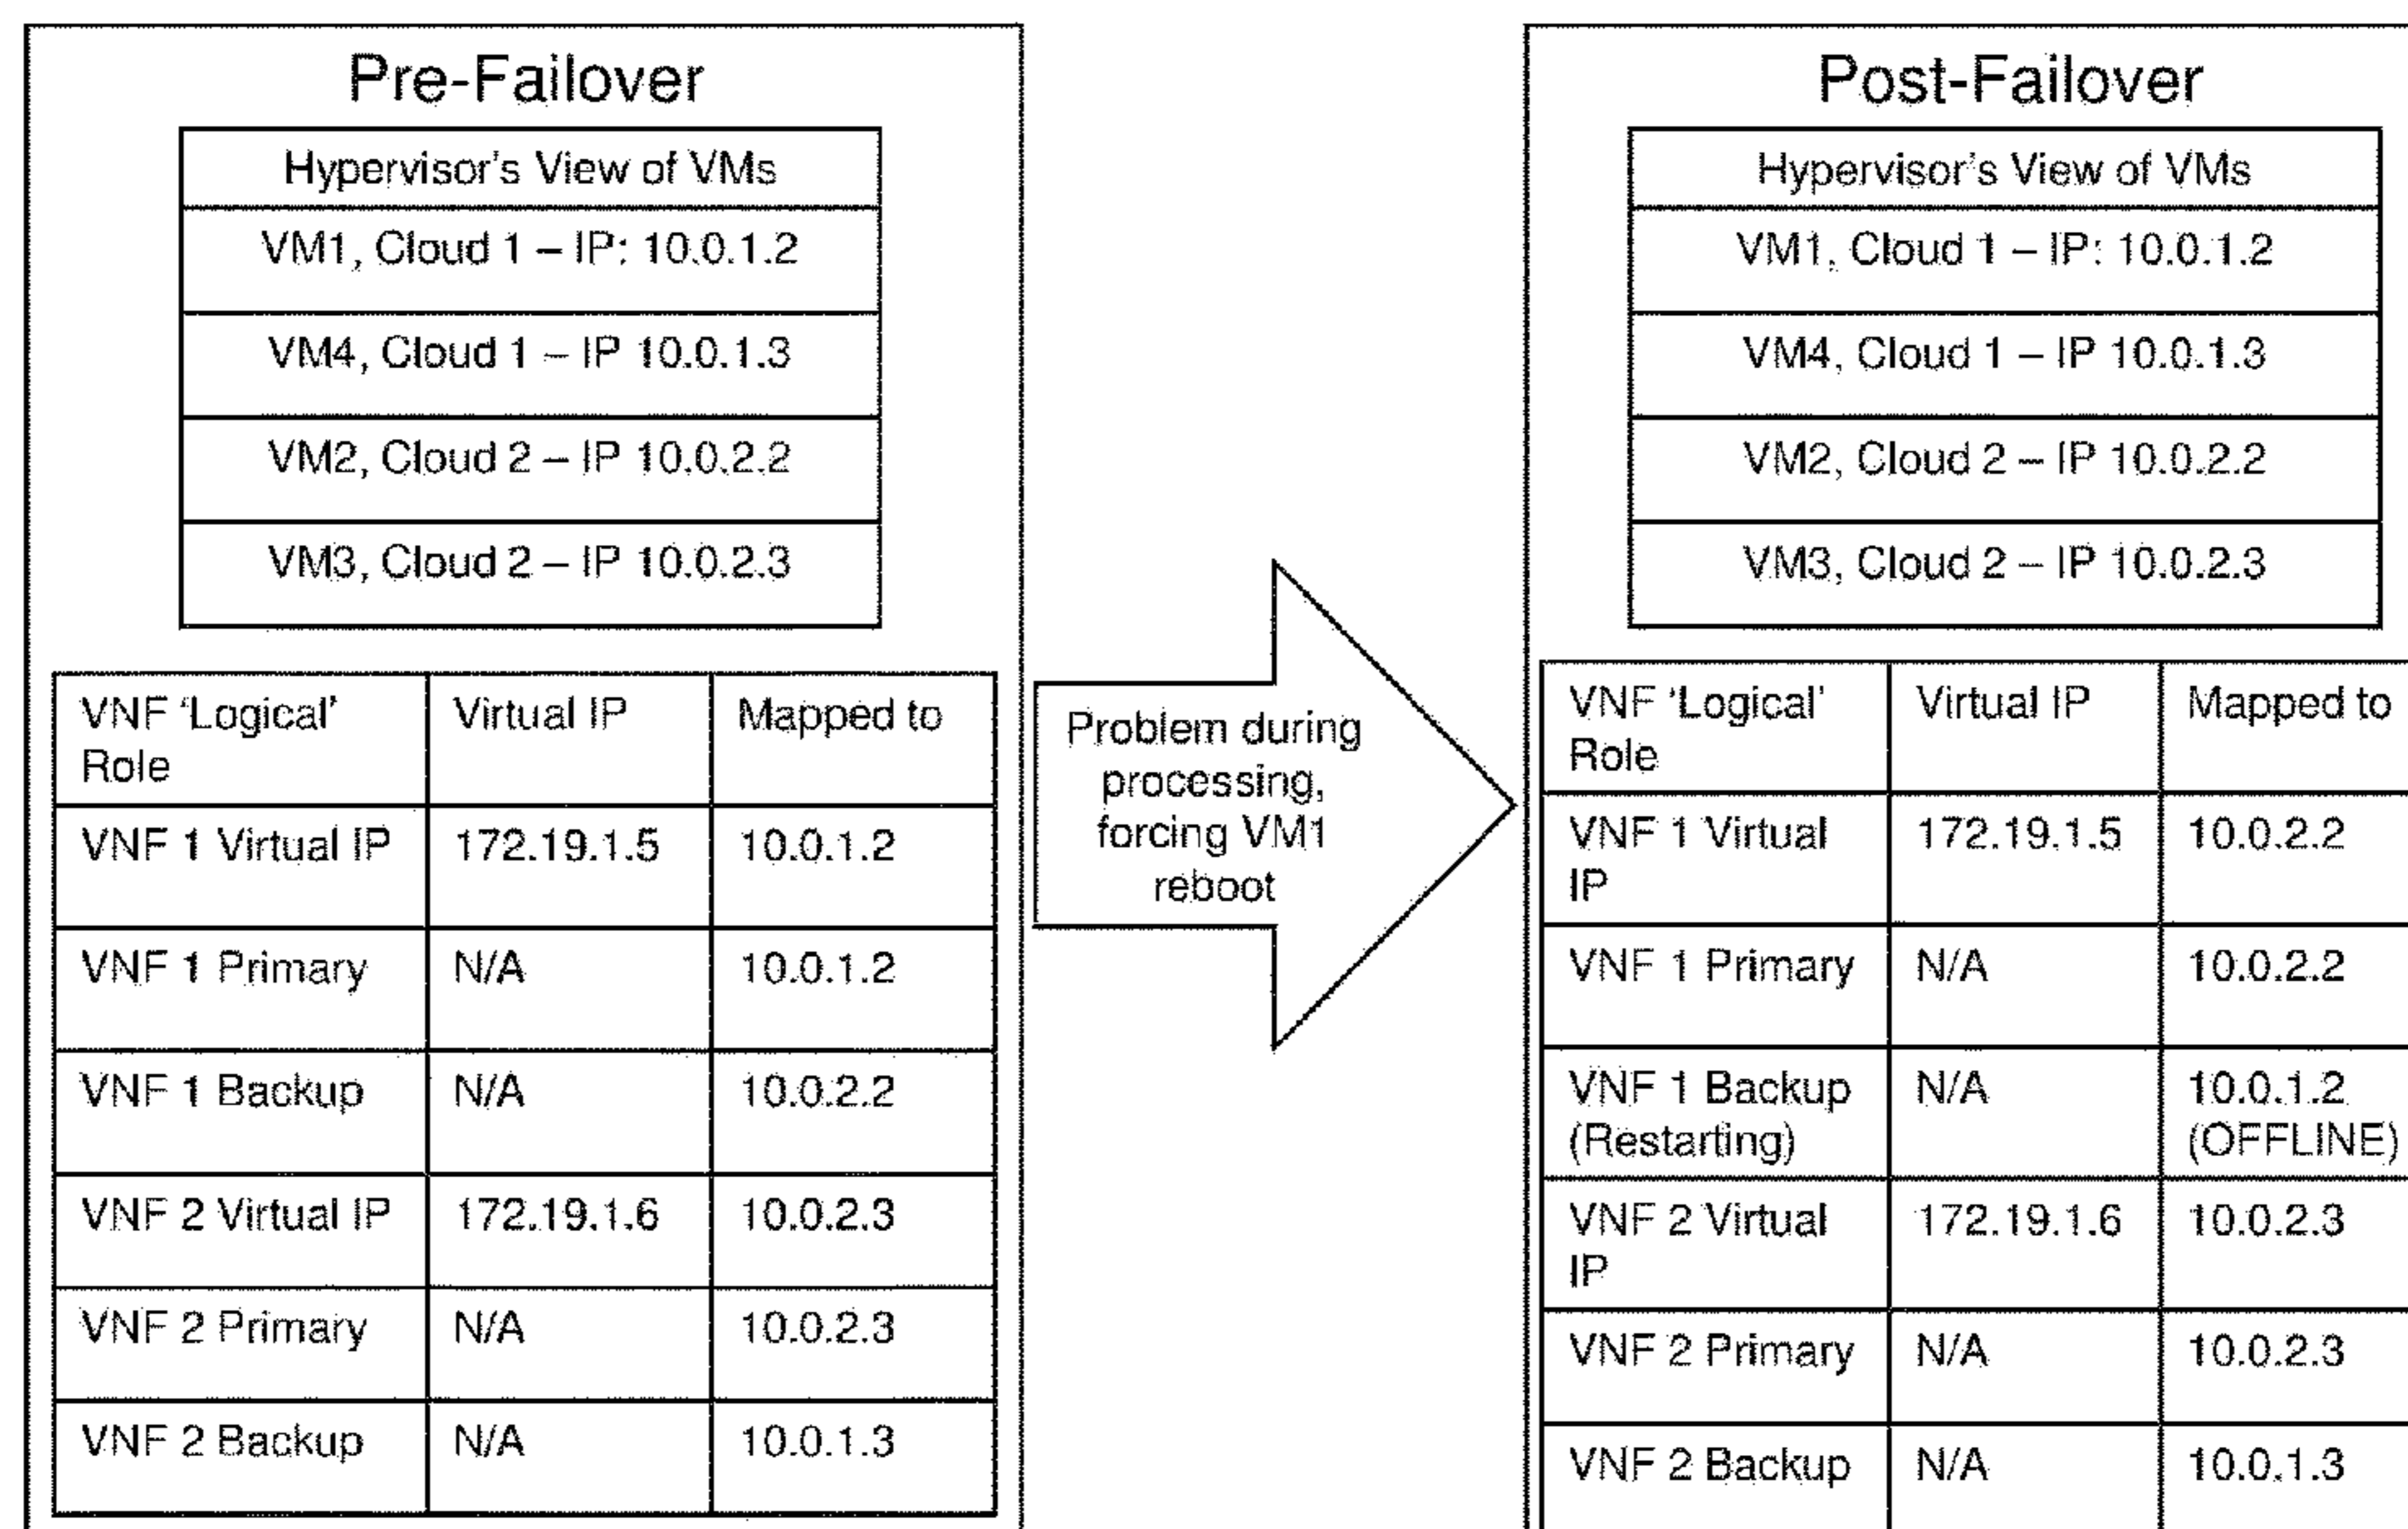 Pre-Failover
Hypervisor's View of VMs
VM1, Cloud 1 – IP: 10.0.1.2
VM4, Cloud 1 – IP 10.0.1.3
VM2, Cloud 2 – IP 10.0.2.2
VM3, Cloud 2 – IP 10.0.2.3
VNF 'Logical' Virtual IP Mapped to
Role
VNF 1 Virtual IP 172.19.1.5 10.0.1.2
VNF 1 Primary N/A 10.0.1.2
VNF 1 Backup N/A 10.0.2.2
VNF 2 Virtual IP 172.19.1.6 10.0.2.3
VNF 2 Primary N/A 10.0.2.3
VNF 2 Backup N/A 10.0.1.3
Problem during
processing,
forcing VM1
reboot
Post-Failover
Hypervisor's View of VMs
VM1, Cloud 1 – IP: 10.0.1.2
VM4, Cloud 1 – IP 10.0.1.3
VM2, Cloud 2 – IP 10.0.2.2
VM3, Cloud 2 – IP 10.0.2.3
VNF 'Logical' Virtual IP Mapped to
Role
VNF 1 Virtual 172.19.1.5 10.0.2.2
IP
VNF 1 Primary N/A 10.0.2.2
VNF 1 Backup N/A 10.0.1.2
(Restarting) (OFFLINE)
VNF 2 Virtual 172.19.1.6 10.0.2.3
IP
VNF 2 Primary N/A 10.0.2.3
VNF 2 Backup N/A 10.0.1.3